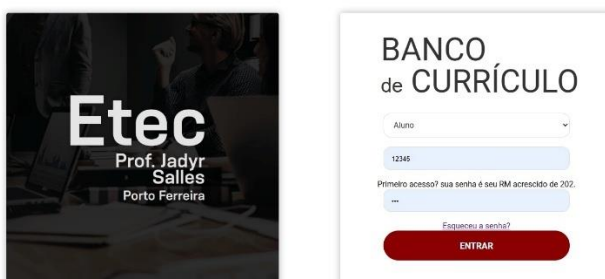 Etec
Prof. Jadyr
Salles
Porto Ferreira
BANCO
de CURRÍCULO
Aluno
12345
Primeiro acesso? sua senha é seu RM acrescido de 202.
•••
Esqueceu a senha?
ENTRAR